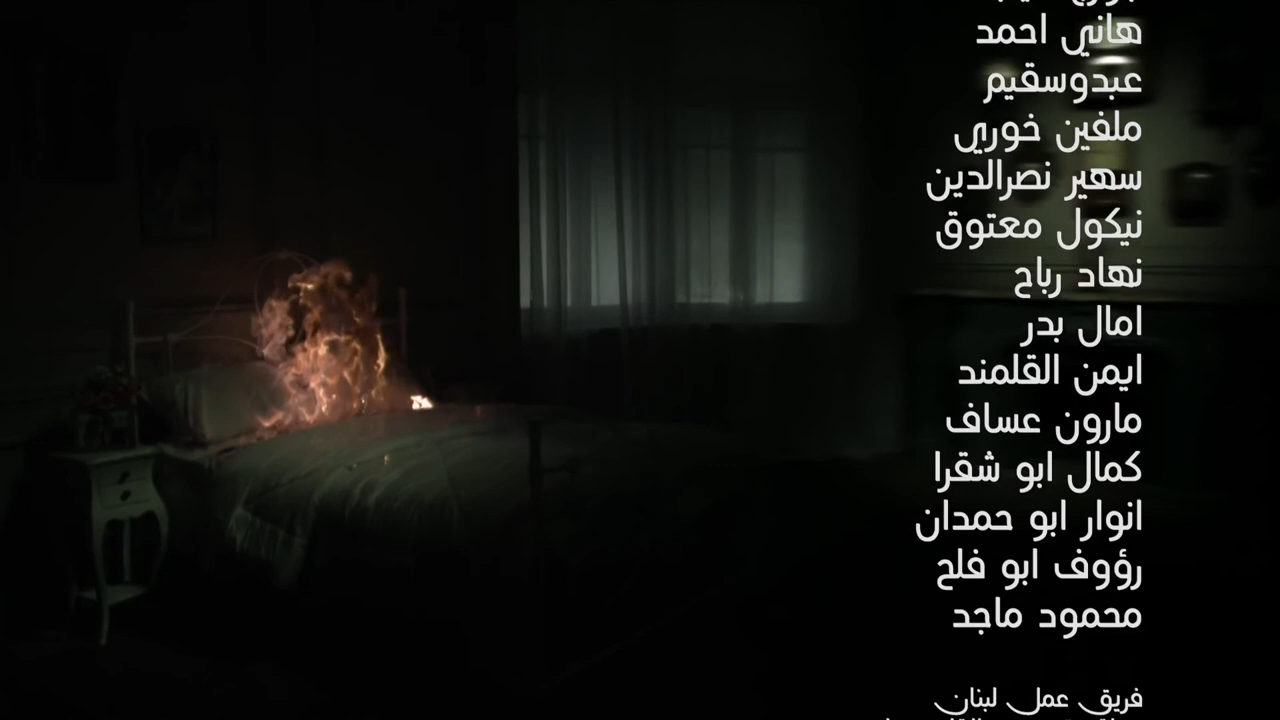 هاني احمد
عبدوسقيم
ملفين خوري
سهير نصرالدين
نيكول معتوق
نهاد رباح
امال بدر
ايمن القلمند
مارون عساف
كمال ابو شقرا
انوار ابو حمدان
رؤوف ابو فلح
محمود ماجد
فريق عمل لبنان